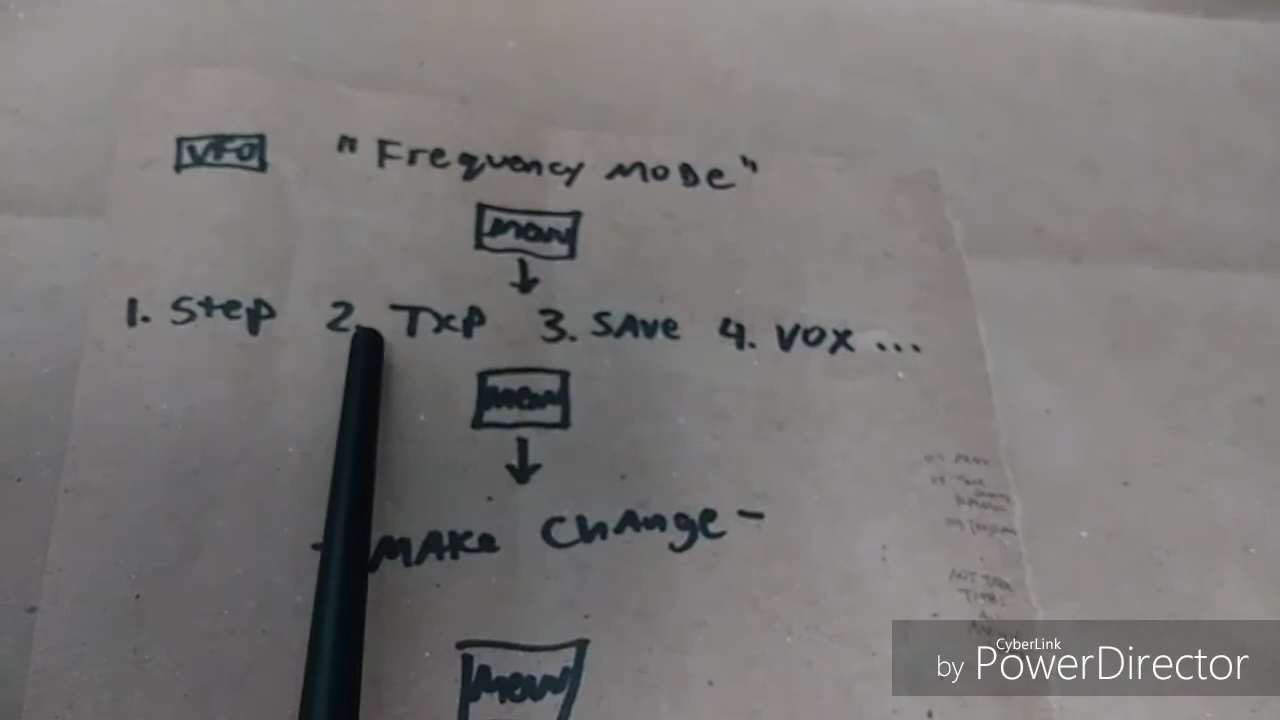 VFO "Frequency MODe"
Menu
1. Step 2. TxP 3. SAVe 4. VOX ...
Menu
- MAKe ChAnge -
Menu
CyberLink
by PowerDirector